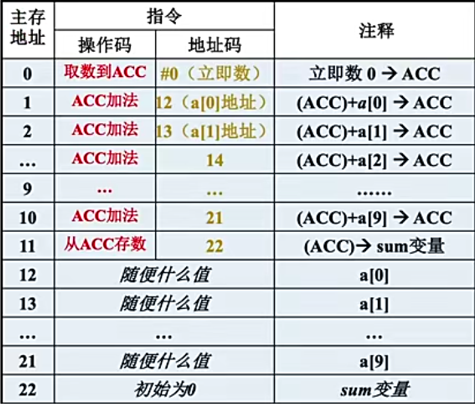 主存地址 指令 注释
操作码 地址码
0 取数到ACC #0（立即数） 立即数 0 → ACC
1 ACC加法 12（a[0]地址） (ACC)+a[0] → ACC
2 ACC加法 13（a[1]地址） (ACC)+a[1] → ACC
... ACC加法 14 (ACC)+a[2] → ACC
9 ... ... ......
10 ACC加法 21 (ACC)+a[9] → ACC
11 从ACC存数 22 (ACC)→ sum变量
12 随便什么值 a[0]
13 随便什么值 a[1]
... ... ...
21 随便什么值 a[9]
22 初始为0 sum变量